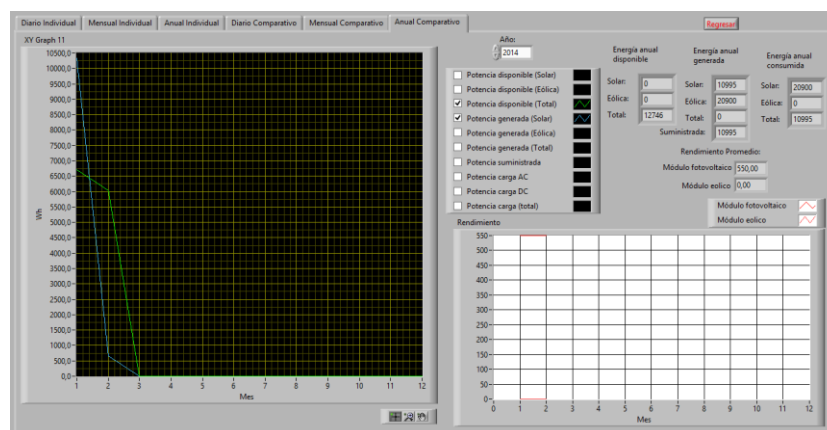 Diario Individual Mensual Individual Anual Individual Diario Comparativo Mensual Comparativo Anual Comparativo
Regresar
XY Graph 11
10500,0
10000,0
9500,0
9000,0
8500,0
8000,0
7500,0
7000,0
6500,0
6000,0
5500,0
5000,0
4500,0
4000,0
3500,0
3000,0
2500,0
2000,0
1500,0
1000,0
500,0
0,0
Wh
1 2 3 4 5 6 7 8 9 10 11 12
Mes
Año:
2014
Potencia disponible (Solar)
Potencia disponible (Eólica)
Potencia disponible (Total)
Potencia generada (Solar)
Potencia generada (Eólica)
Potencia generada (Total)
Potencia suministrada
Potencia carga AC
Potencia carga DC
Potencia carga (total)
Energía anual
disponible
Solar: 0
Eólica: 0
Total: 12746
Energía anual
generada
Solar: 10995
Eólica: 20900
Total: 0
Suministrada: 10995
Energía anual
consumida
Solar: 20900
Eólica: 0
Total: 10995
Rendimiento Promedio:
Módulo fotovoltaico 550,00
Módulo eolico 0,00
Módulo fotovoltaico
Módulo eolico
Rendimiento
550
500
450
400
350
300
250
200
150
100
50
0 1 2 3 4 5 6 7 8 9 10 11 12
Mes